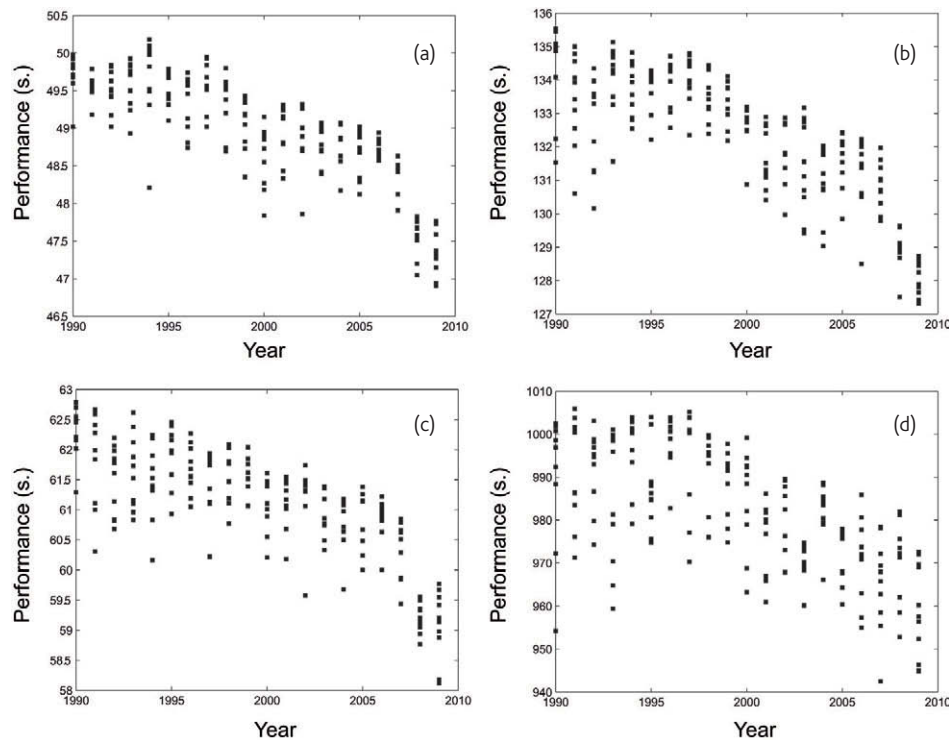 50.5
50
49.5
49
48.5
48
47.5
47
46.5
1990 1995 2000 2005 2010
Performance (s.)
Year
(a)
136
135
134
133
132
131
130
129
128
127
1990 1995 2000 2005 2010
Performance (s.)
Year
(b)
63
62.5
62
61.5
61
60.5
60
59.5
59
58.5
58
1990 1995 2000 2005 2010
Performance (s.)
Year
(c)
1010
1000
990
980
970
960
950
940
1990 1995 2000 2005 2010
Performance (s.)
Year
(d)